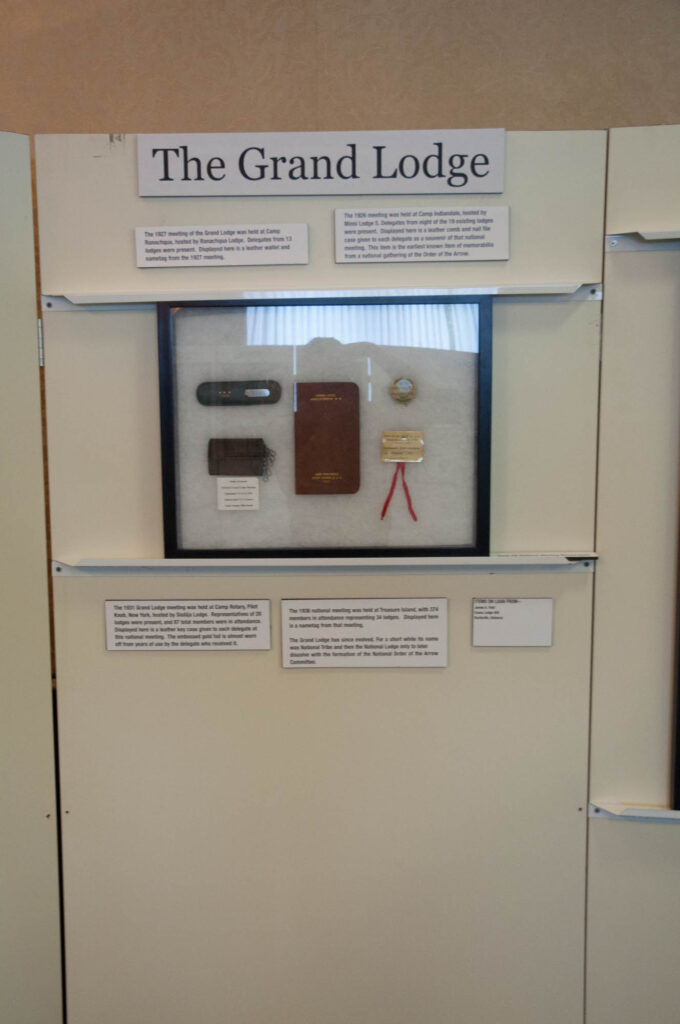 The Grand Lodge
The 1927 meeting of the Grand Lodge was held at Camp
Ranachqua, hosted by Ranachqua Lodge. Delegates from 13
lodges were present. Displayed here is a leather wallet and
nametag from the 1927 meeting.
The 1926 meeting was held at Camp Indiandale, hosted by
Minsi Lodge 5. Delegates from eight of the 19 existing lodges
were present. Displayed here is a leather comb and nail file
case given to each delegate as a souvenir of that national
meeting. This item is the earliest known item of memorabilia
from a national gathering of the Order of the Arrow.
The 1931 Grand Lodge meeting was held at Camp Rotary, Pilot
Knob, New York, hosted by Sisilija Lodge. Representatives of 20
lodges were present, and 87 total members were in attendance.
Displayed here is a leather key case given to each delegate at
this national meeting. The embossed gold foil is almost worn
off from years of use by the delegate who received it.
The 1936 national meeting was held at Treasure Island, with 274
members in attendance representing 34 lodges. Displayed here
is a nametag from that meeting.
The Grand Lodge has since evolved. For a short while its name
was National Tribe and then the National Lodge only to later
dissolve with the formation of the National Order of the Arrow
Committee.
ITEMS ON LOAN FROM—
Lodge
Huntsville, Alabama